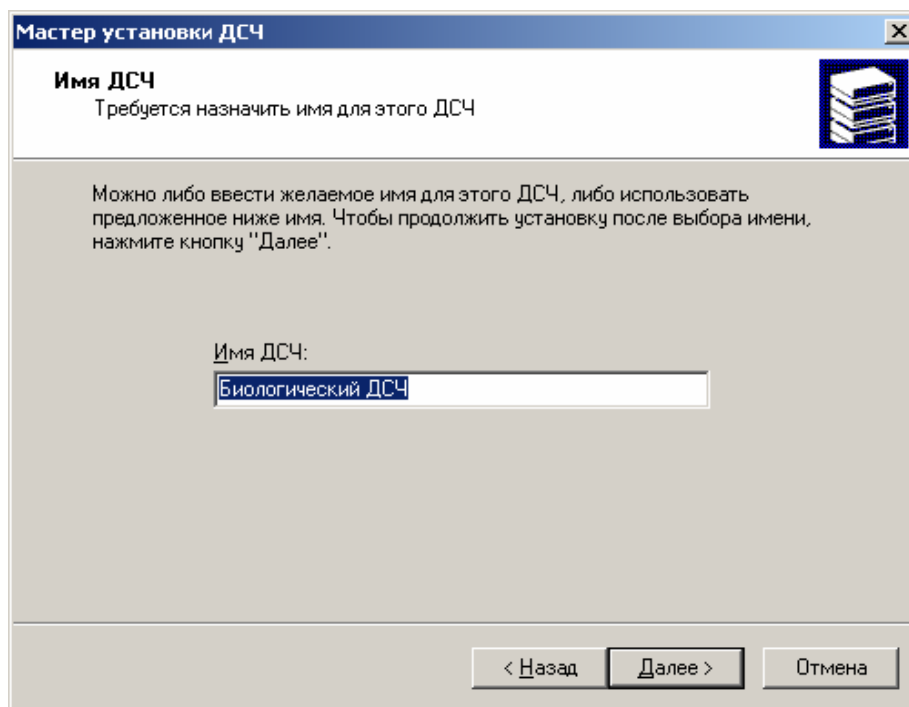 Мастер установки ДСЧ
Имя ДСЧ
Требуется назначить имя для этого ДСЧ
Можно либо ввести желаемое имя для этого ДСЧ, либо использовать
предложенное ниже имя. Чтобы продолжить установку после выбора имени,
нажмите кнопку "Далее".
Имя ДСЧ:
Биологический ДСЧ
< Назад
Далее >
Отмена